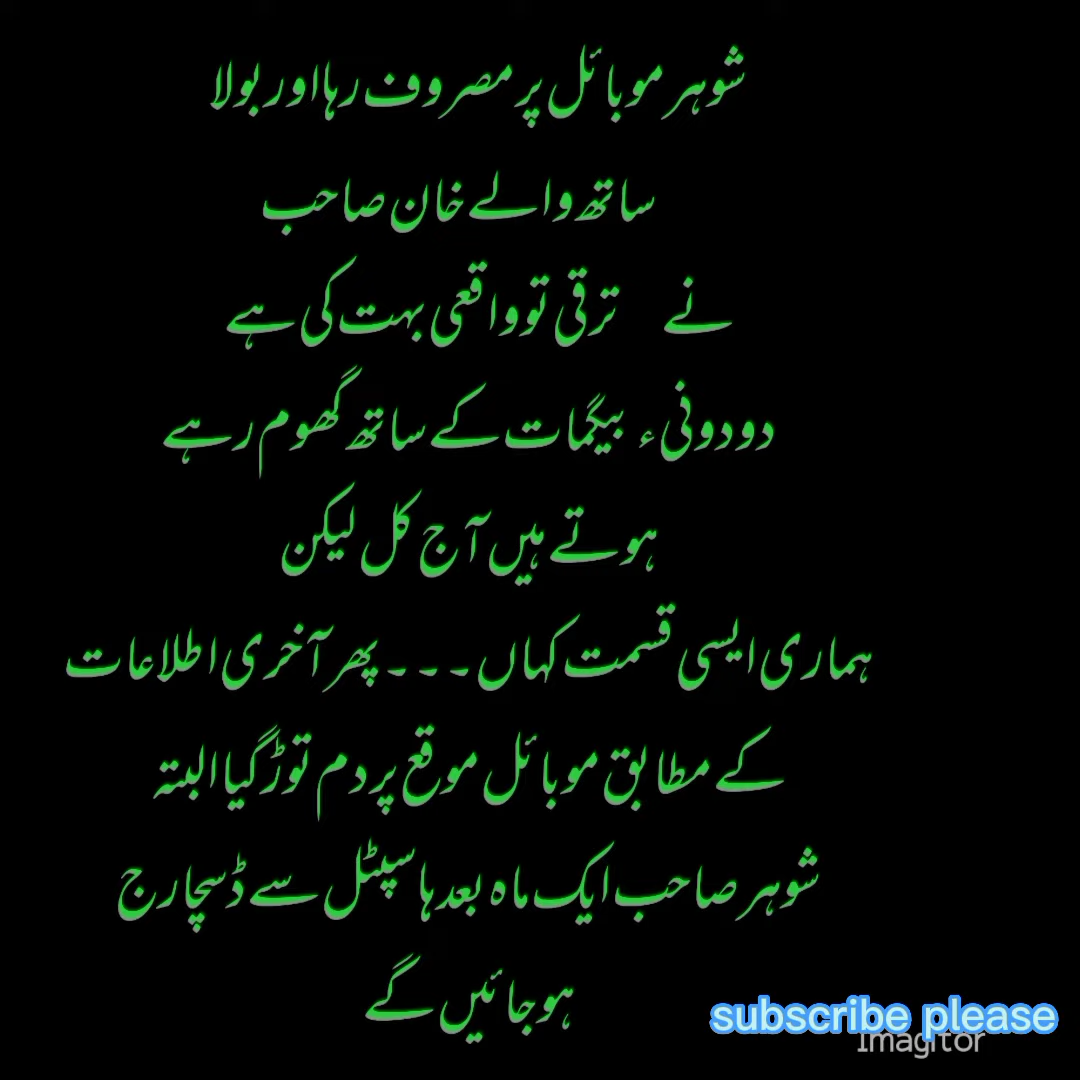 شوہر موبائل پر مصروف رہا اور بولا
ساتھ والے خان صاحب
نے ترقی تو واقعی بہت کی ہے
دو دو نیٔ بیگمات کے ساتھ گھوم رہے
ہوتے ہیں آج کل لیکن
ہماری ایسی قسمت کہاں ۔۔۔ پھر آخری اطلاعات
کے مطابق موبائل موقع پر دم توڑ گیا البتہ
شوہر صاحب ایک ماہ بعد ہاسپٹل سے ڈسچارج
ہو جائیں گے
subscribe please
Imagitor